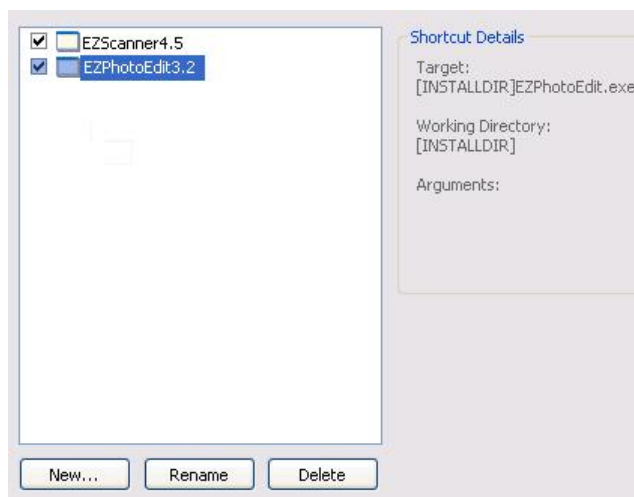 EZScanner4.5
EZPhotoEdit3.2
Shortcut Details
Target:
[INSTALLDIR]EZPhotoEdit.exe
Working Directory:
[INSTALLDIR]
Arguments:
New...
Rename
Delete